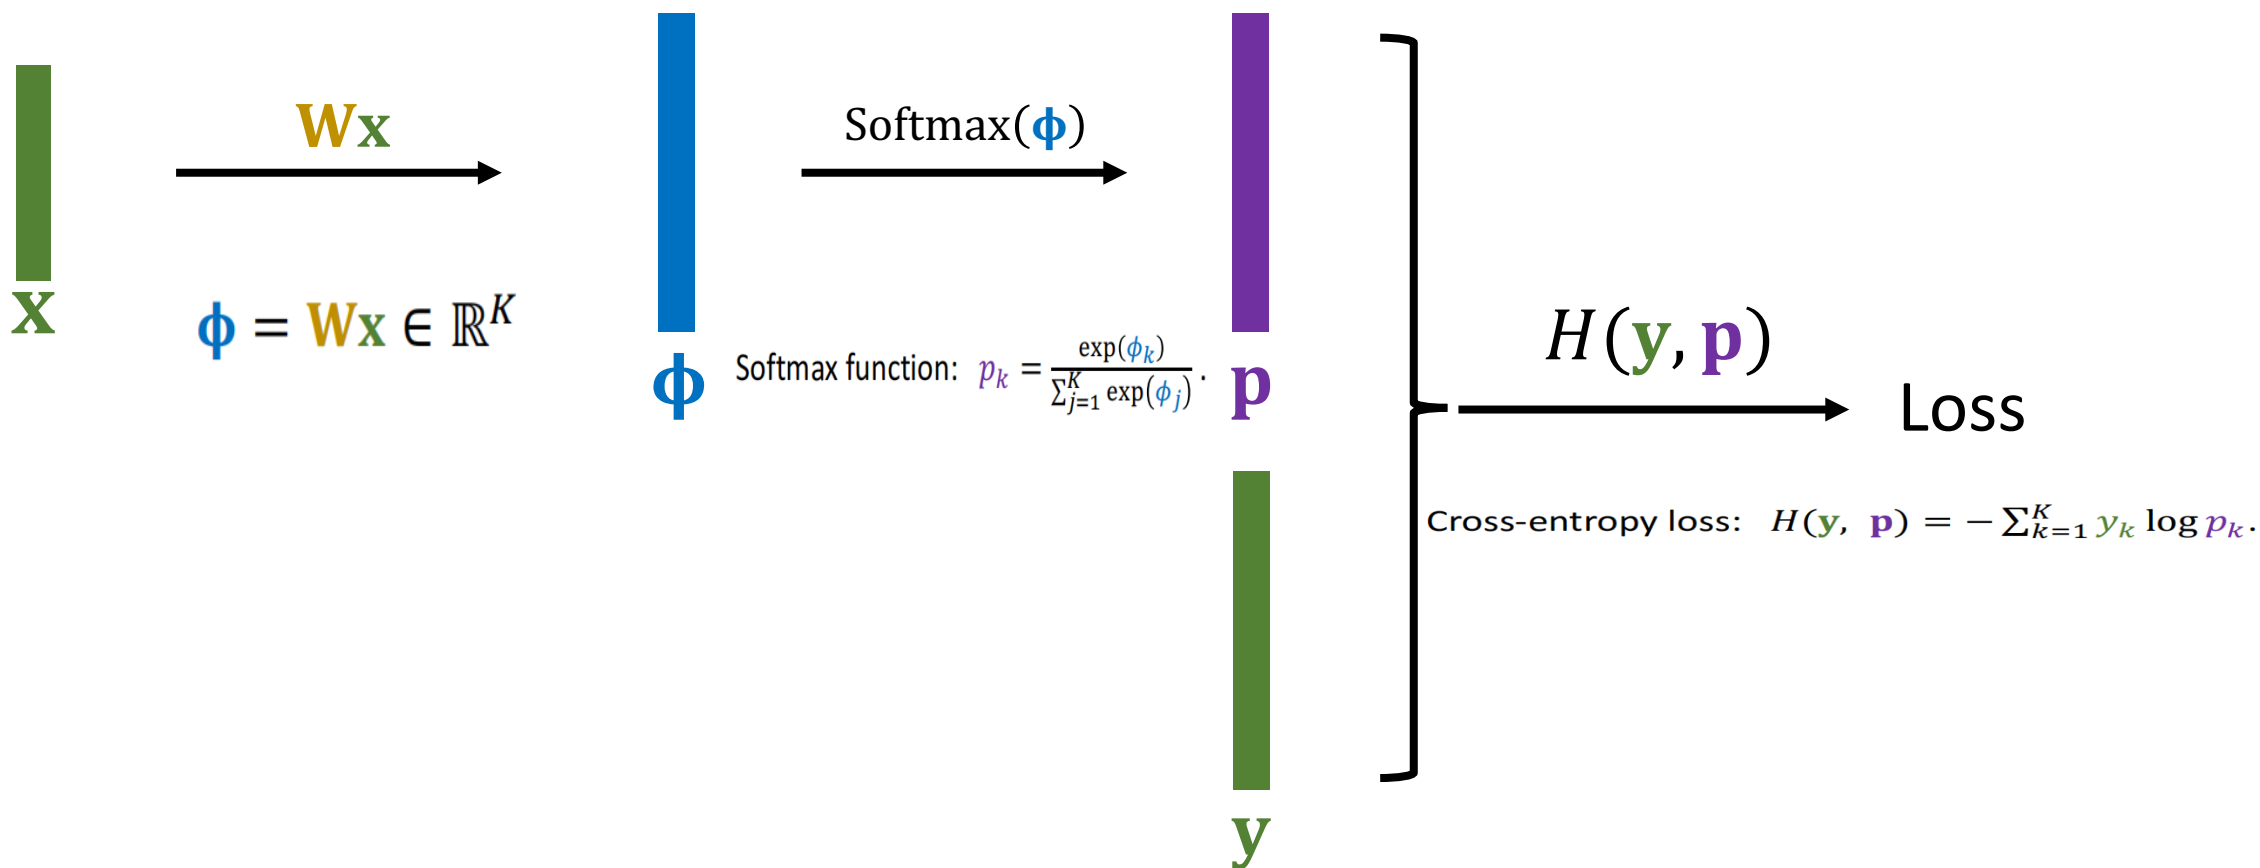 Wx
Softmax(ϕ)
x
ϕ = Wx ∈ ℝ^K
ϕ
Softmax function: p_k = exp(ϕ_k) / ∑_{j=1}^{K} exp(ϕ_j) .
p
H(y, p)
Loss
Cross-entropy loss: H(y, p) = − ∑_{k=1}^{K} y_k log p_k.
y